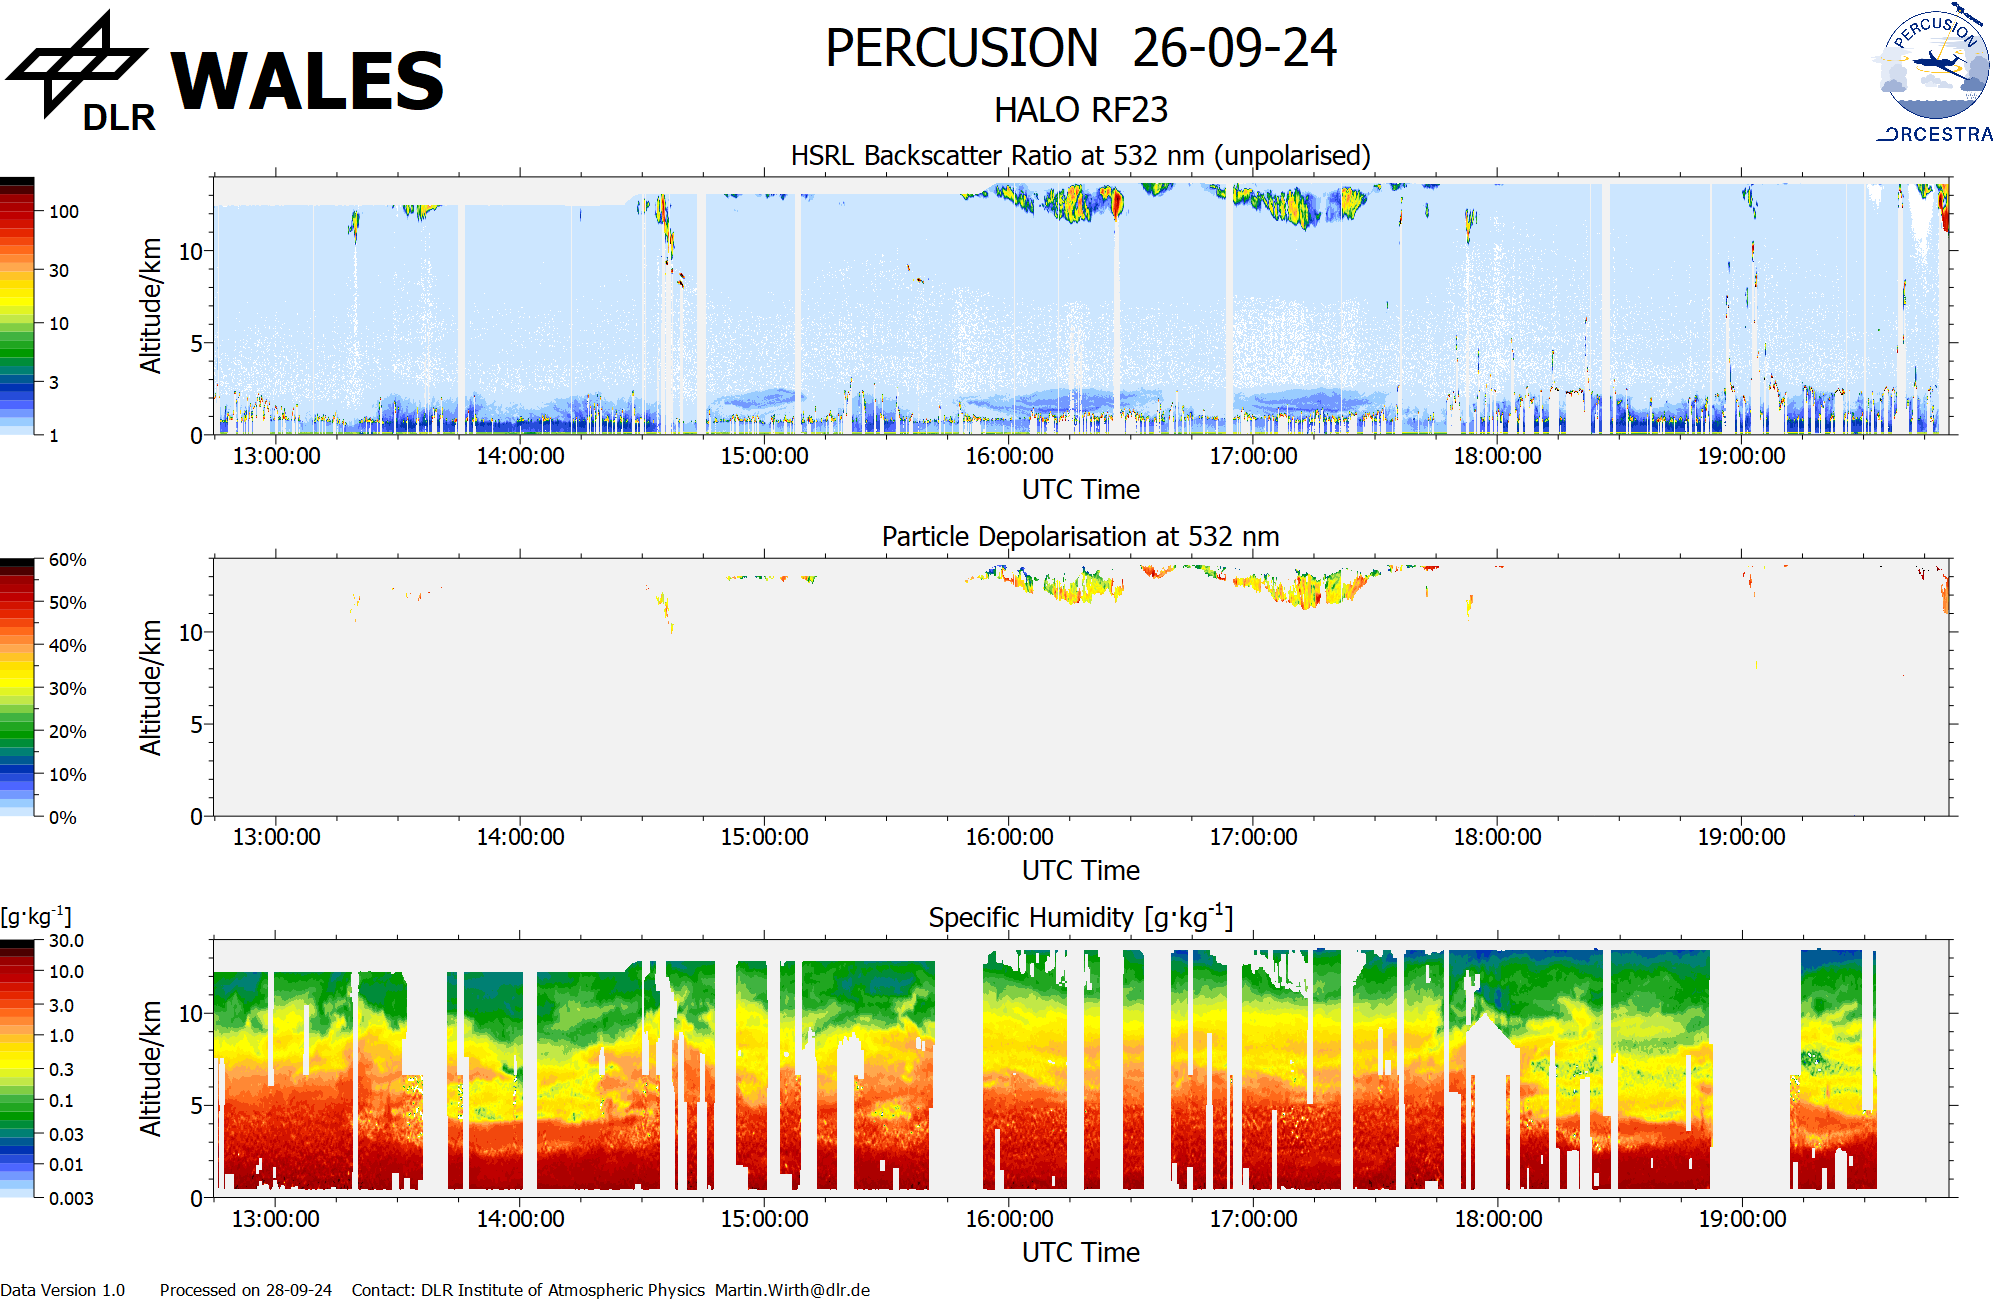 DLR
WALES
PERCUSION 26-09-24
HALO RF23
PERCUSION
ORCESTRA
HSRL Backscatter Ratio at 532 nm (unpolarised)
100
30
10
3
1
Altitude/km
10
5
0
13:00:00 14:00:00 15:00:00 16:00:00 17:00:00 18:00:00 19:00:00
UTC Time
Particle Depolarisation at 532 nm
60%
50%
40%
30%
20%
10%
0%
Altitude/km
10
5
0
13:00:00 14:00:00 15:00:00 16:00:00 17:00:00 18:00:00 19:00:00
UTC Time
Specific Humidity [g·kg⁻¹]
[g·kg⁻¹]
30.0
10.0
3.0
1.0
0.3
0.1
0.03
0.01
0.003
Altitude/km
10
5
0
13:00:00 14:00:00 15:00:00 16:00:00 17:00:00 18:00:00 19:00:00
UTC Time
Data Version 1.0 Processed on 28-09-24 Contact: DLR Institute of Atmospheric Physics Martin.Wirth@dlr.de